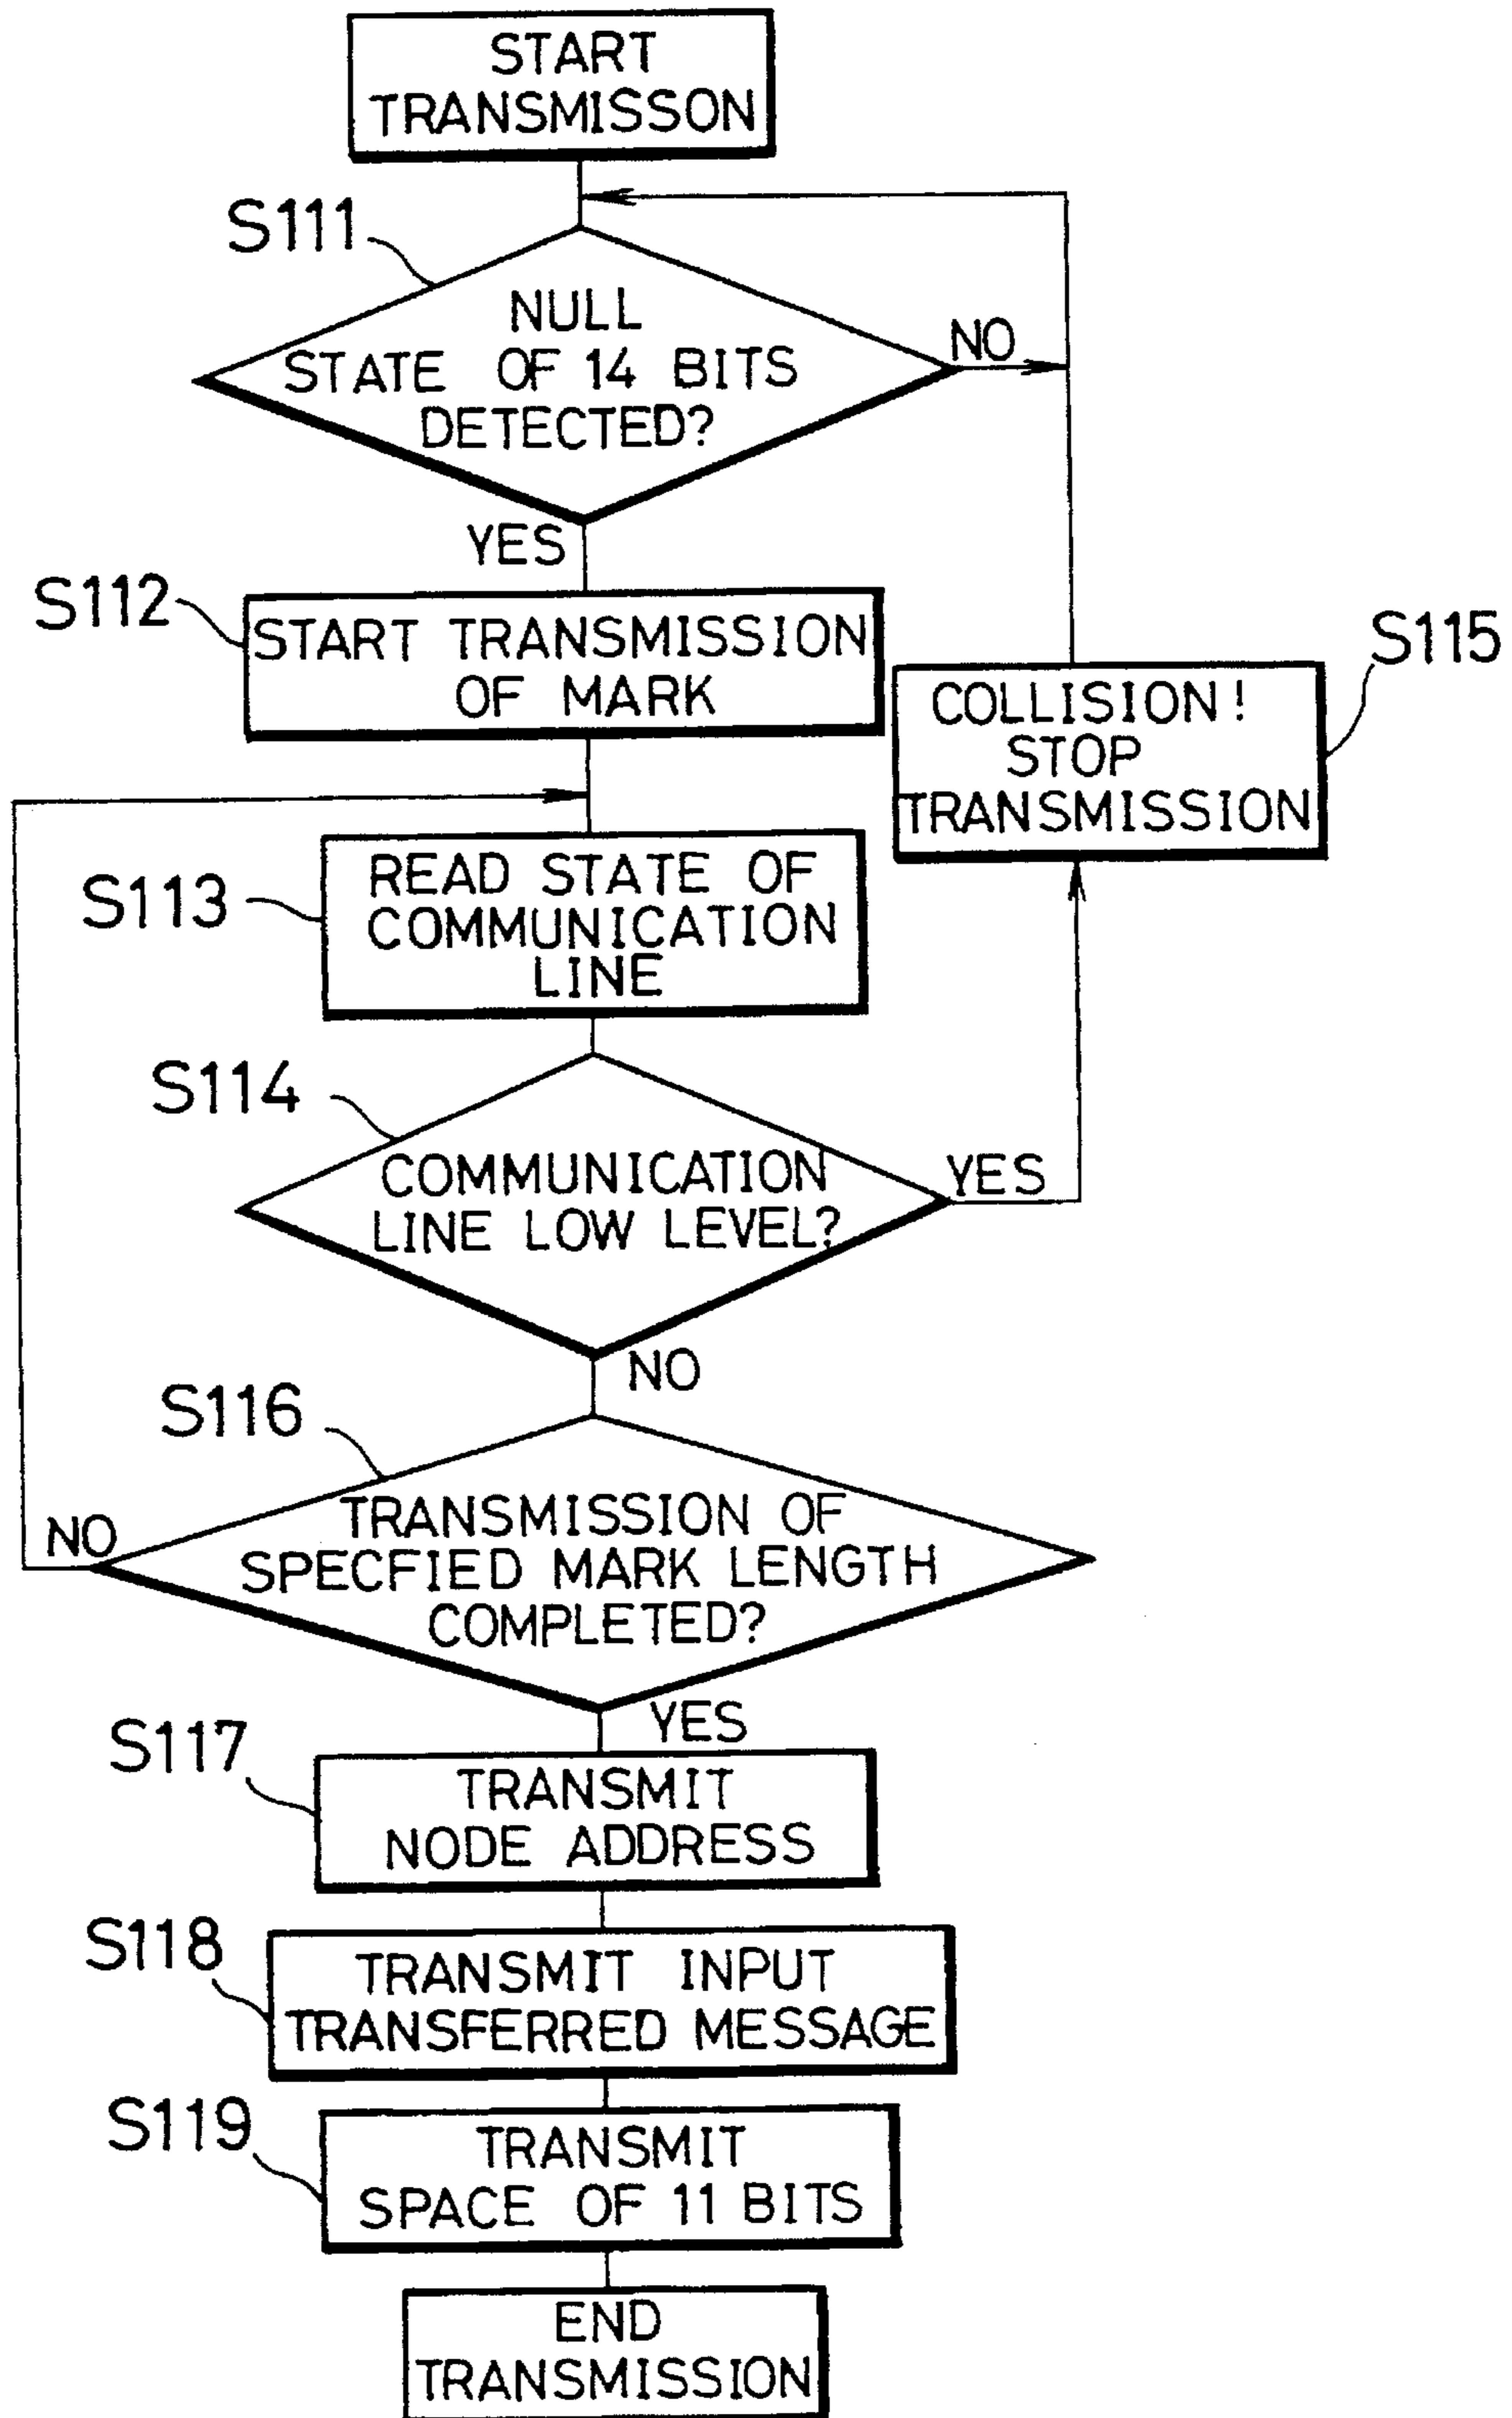 START
TRANSMISSON
S111
NULL
STATE OF 14 BITS
DETECTED?
NO
YES
S112
START TRANSMISSION
OF MARK
S115
COLLISION!
STOP
TRANSMISSION
S113
READ STATE OF
COMMUNICATION
LINE
S114
COMMUNICATION
LINE LOW LEVEL?
YES
NO
S116
TRANSMISSION OF
SPECFIED MARK LENGTH
COMPLETED?
NO
YES
S117
TRANSMIT
NODE ADDRESS
S118
TRANSMIT INPUT
TRANSFERRED MESSAGE
S119
TRANSMIT
SPACE OF 11 BITS
END
TRANSMISSION